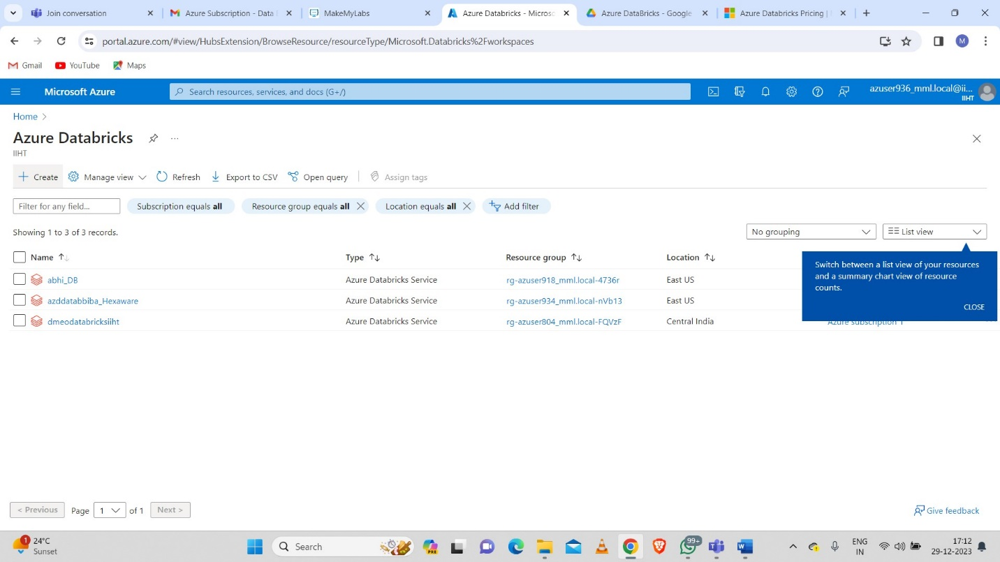 Join conversation
Azure Subscription - Data
MakeMyLabs
Azure Databricks - Microsc
Azure DataBricks - Google
Azure Databricks Pricing |
portal.azure.com/#view/HubsExtension/BrowseResource/resourceType/Microsoft.Databricks%2Fworkspaces
M
Gmail
YouTube
Maps
Microsoft Azure
Search resources, services, and docs (G+/)
azuser936_mml.local@ii...
IIHT
Home
Azure Databricks
...
IIHT
Create
Manage view
Refresh
Export to CSV
Open query
Assign tags
Filter for any field...
Subscription equals all
Resource group equals all
Location equals all
Add filter
Showing 1 to 3 of 3 records.
No grouping
List view
Name
Type
Resource group
Location
Switch between a list view of your resources
and a summary chart view of resource
counts.
CLOSE
abhi_DB
Azure Databricks Service
rg-azuser918_mml.local-4736r
East US
azddatabbiba_Hexaware
Azure Databricks Service
rg-azuser934_mml.local-nVb13
East US
dmeodatabricksiiht
Azure Databricks Service
rg-azuser804_mml.local-FQVzF
Central India
Azure subscription 1
< Previous
Page
1
of 1
Next >
Give feedback
1
24°C
Sunset
Search
PRE
99+
ENG
IN
17:12
29-12-2023